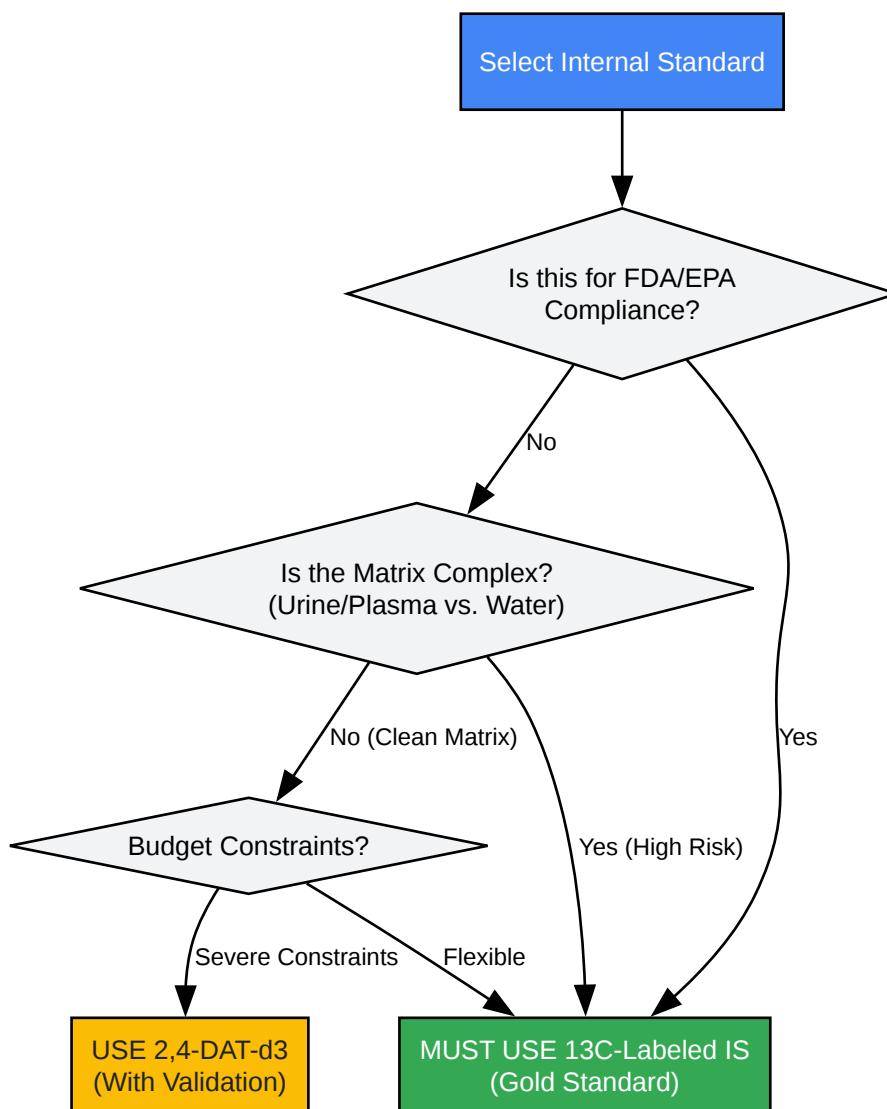 Select Internal Standard
Is this for FDA/EPA
Compliance?
No
Is the Matrix Complex?
(Urine/Plasma vs. Water)
No (Clean Matrix)
Yes
Budget Constraints?
Yes (High Risk)
Severe Constraints
Flexible
USE 2,4-DAT-d3
(With Validation)
MUST USE 13C-Labeled IS
(Gold Standard)